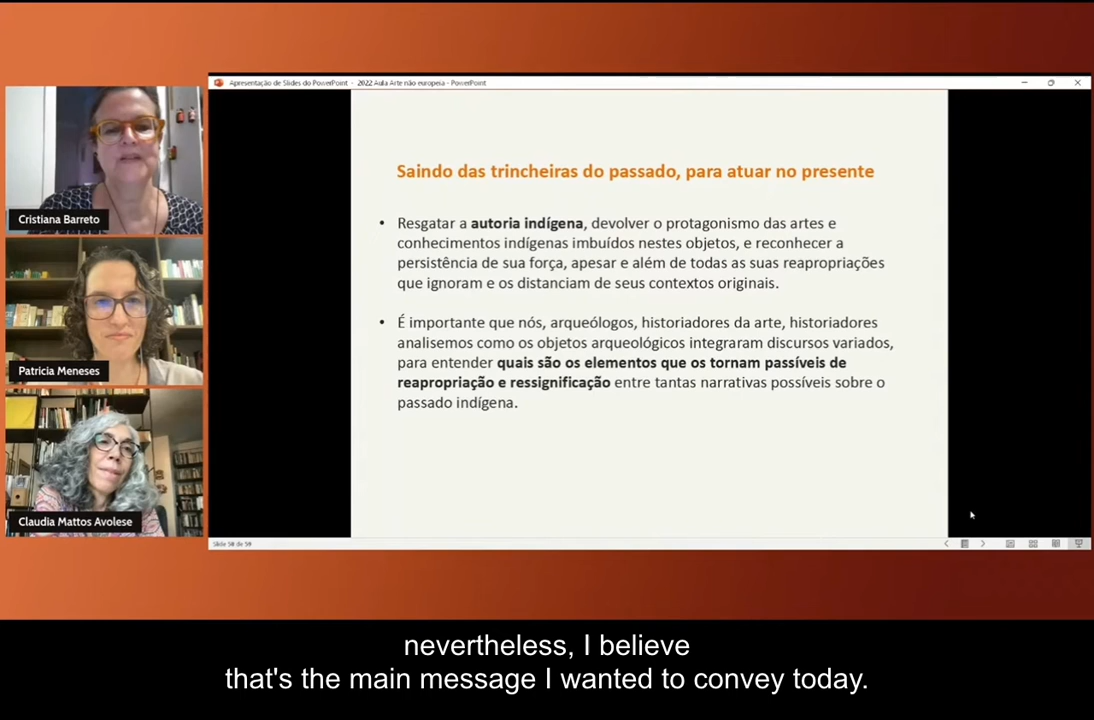 Apresentação de Slides do PowerPoint - 2022 Aula Arte não europeia - PowerPoint
Cristiana Barreto
Patricia Meneses
Claudia Mattos Avolese
Saindo das trincheiras do passado, para atuar no presente
• Resgatar a autoria indígena, devolver o protagonismo das artes e
conhecimentos indígenas imbuídos nestes objetos, e reconhecer a
persistência de sua força, apesar e além de todas as suas reapropriações
que ignoram e os distanciam de seus contextos originais.
• É importante que nós, arqueólogos, historiadores da arte, historiadores
analisemos como os objetos arqueológicos integraram discursos variados,
para entender quais são os elementos que os tornam passíveis de
reapropriação e ressignificação entre tantas narrativas possíveis sobre o
passado indígena.
Slide 58 de 59
nevertheless, I believe
that's the main message I wanted to convey today.